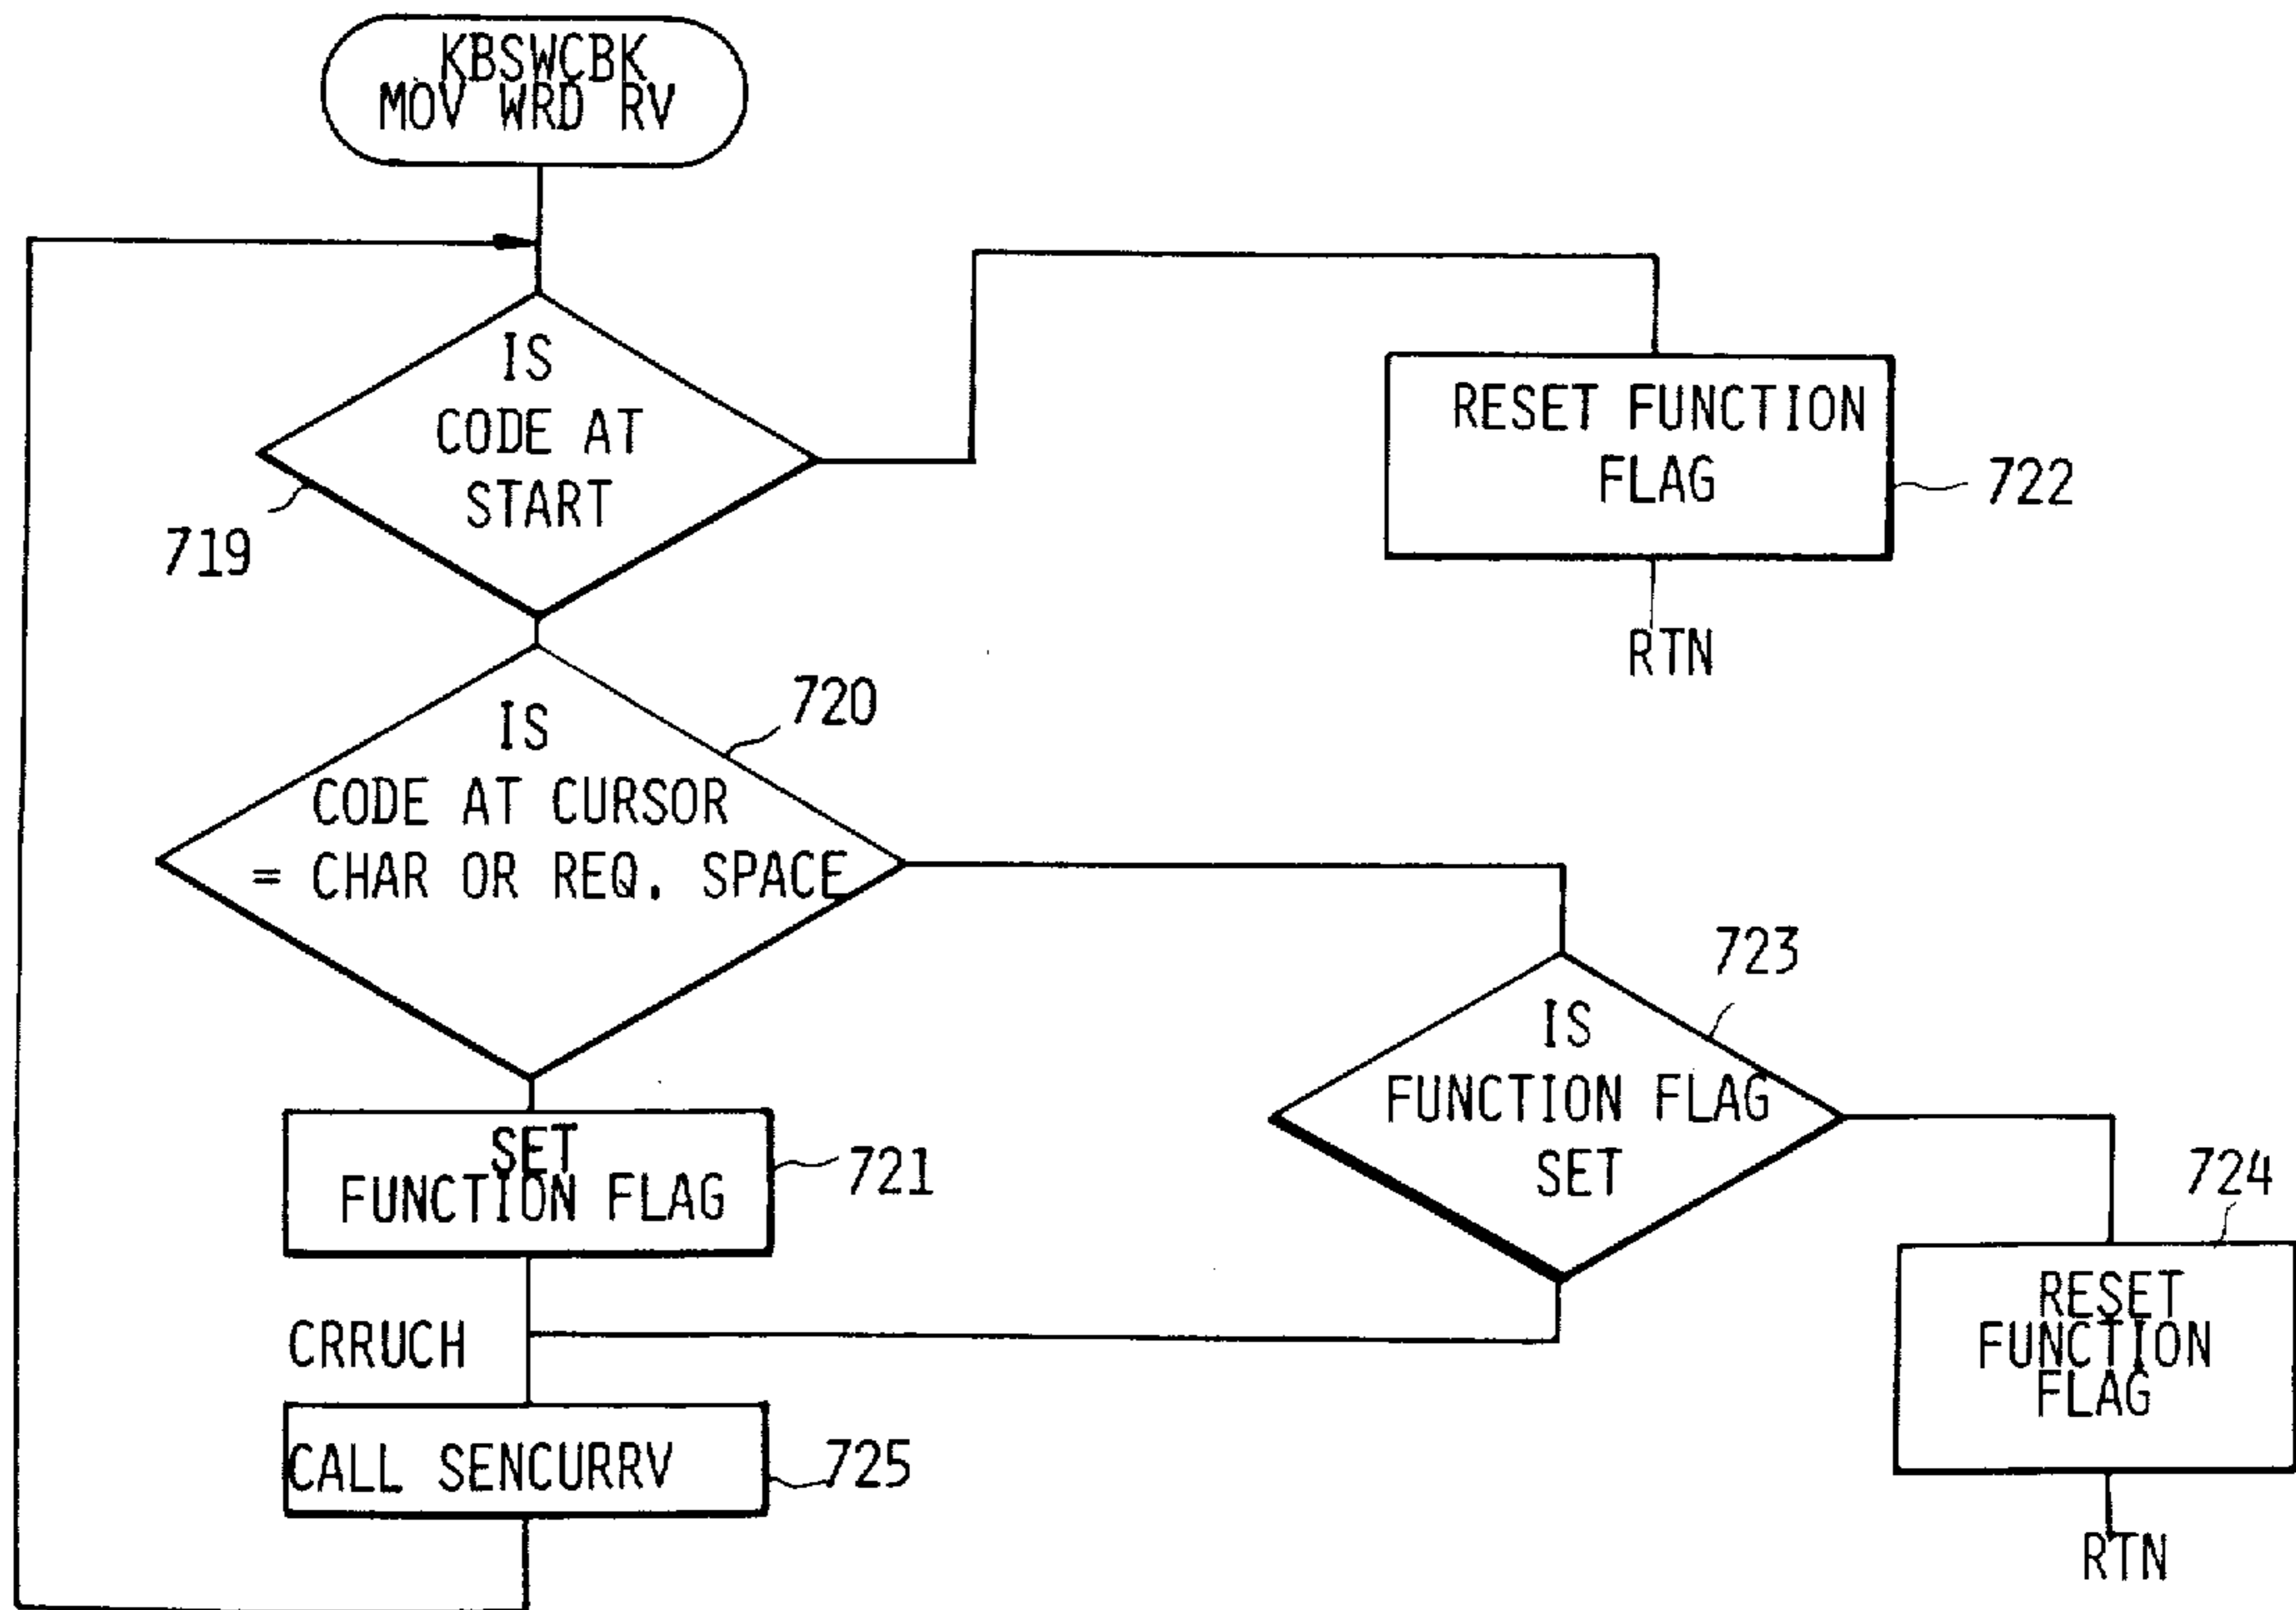 KBSWCBK
MOV WRD RV
IS
CODE AT
START
719
RESET FUNCTION
FLAG
722
RTN
IS
CODE AT CURSOR
= CHAR OR REQ. SPACE
720
SET
FUNCTION FLAG
721
IS
FUNCTION FLAG
SET
723
RESET
FUNCTION
FLAG
724
RTN
CRRUCH
CALL SENCURRV
725